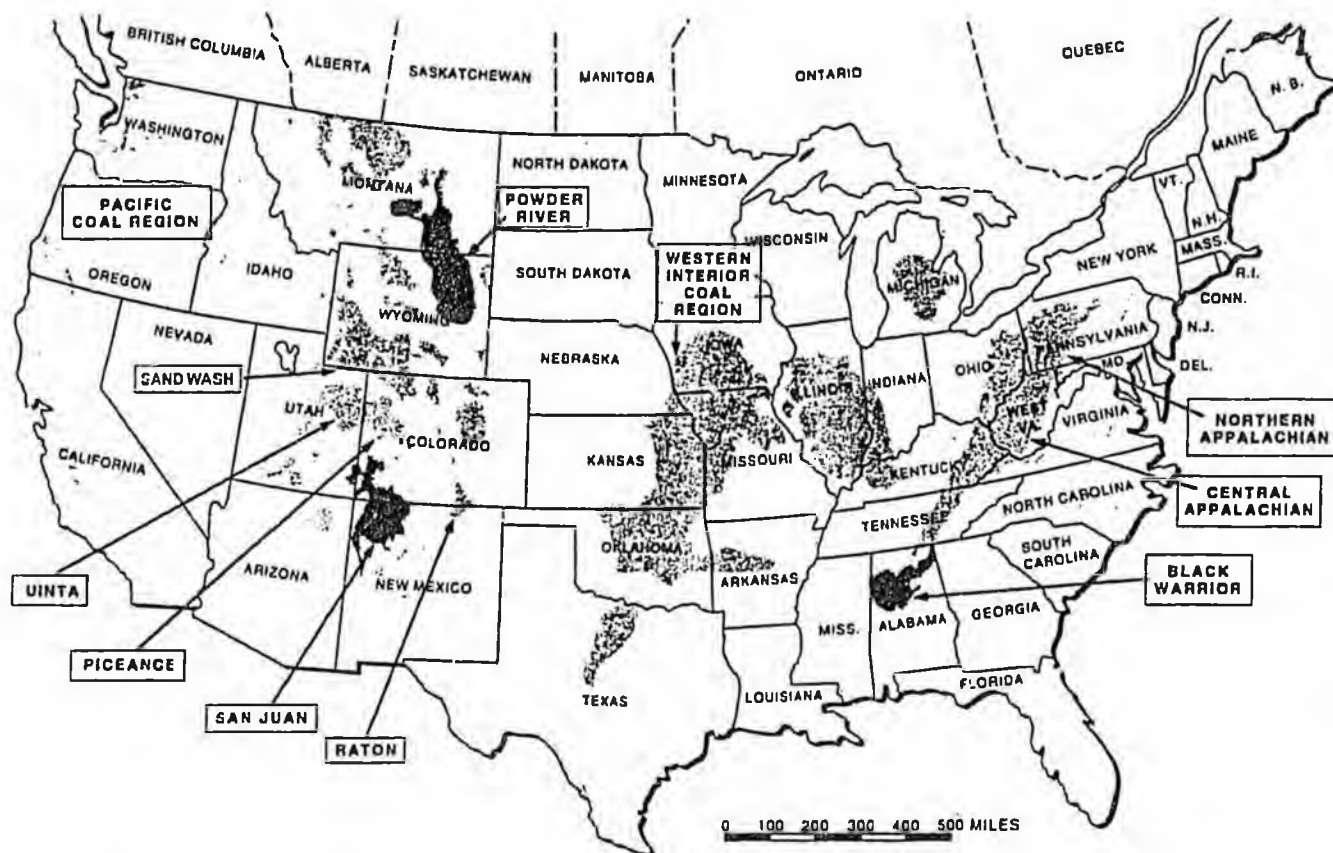 BRITISH COLUMBIA
ALBERTA
SASKATCHEWAN
MANITOBA
ONTARIO
QUEBEC
N. B.
MAINE
WASHINGTON
MONTANA
NORTH DAKOTA
MINNESOTA
VT.
N.H.
MASS.
R.I.
CONN.
NEW YORK
PACIFIC
COAL REGION
POWDER
RIVER
WISCONSIN
MICHIGAN
WESTERN
INTERIOR
COAL
REGION
OREGON
IDAHO
SOUTH DAKOTA
WYOMING
NEVADA
NEBRASKA
IOWA
SANDWASH
PENNSYLVANIA
N.J.
OHIO
MD
DEL.
ILLINOIS
INDIANA
UTAH
COLORADO
WEST
VA.
VIRGINIA
NORTHERN
APPALACHIAN
CALIFORNIA
KANSAS
MISSOURI
KENTUCKY
CENTRAL
APPALACHIAN
NORTH CAROLINA
TENNESSEE
OKLAHOMA
SOUTH
CAROLINA
UINTA
ARIZONA
NEW MEXICO
ARKANSAS
BLACK
WARRIOR
MISS.
ALABAMA
GEORGIA
PICEANCE
TEXAS
LOUISIANA
FLORIDA
SAN JUAN
RATON
0 100 200 300 400 500 MILES